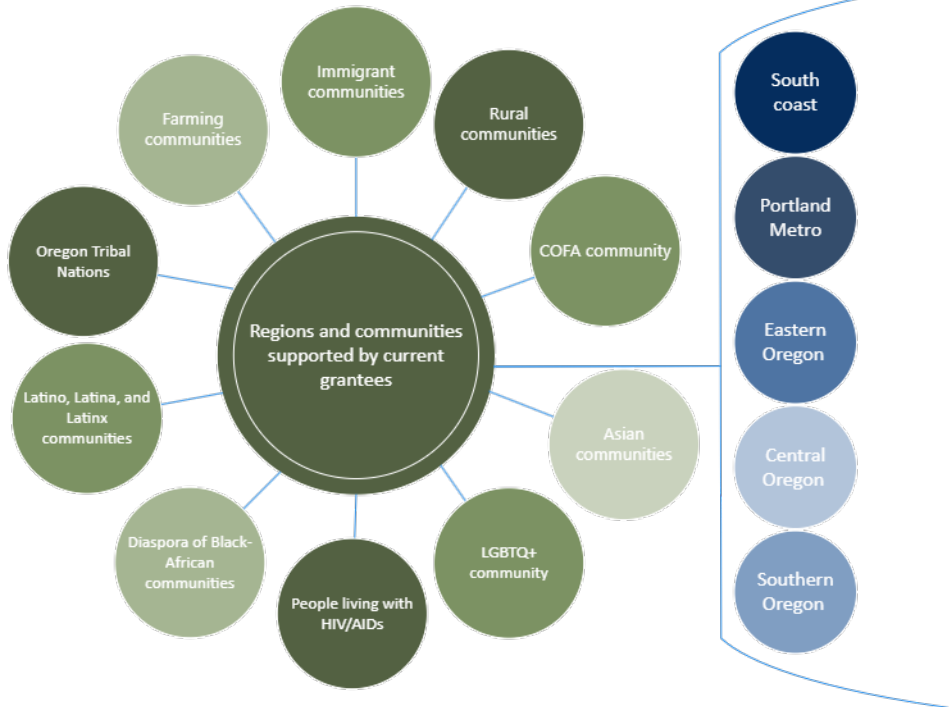 Immigrant
communities
Rural
communities
Farming
communities
COFA community
Oregon Tribal
Nations
Regions and communities
supported by current
grantees
Latino, Latina, and
Latinx
communities
Asian
communities
Diaspora of Black-
African
communities
LGBTQ+
community
People living with
HIV/AIDs
South
coast
Portland
Metro
Eastern
Oregon
Central
Oregon
Southern
Oregon